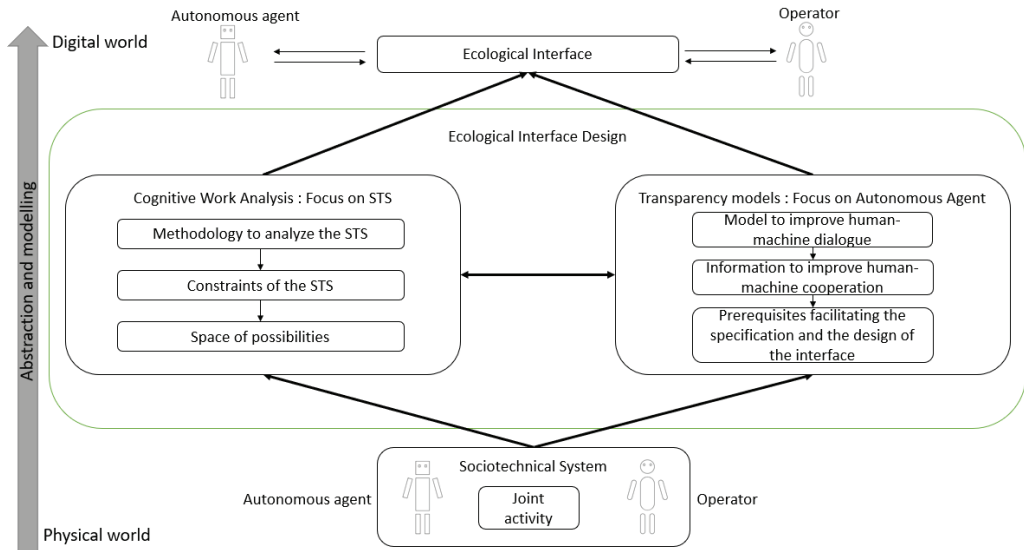 Autonomous agent
Operator
Digital world
Ecological Interface
Ecological Interface Design
Cognitive Work Analysis : Focus on STS
Methodology to analyze the STS
Constraints of the STS
Space of possibilities
Transparency models : Focus on Autonomous Agent
Model to improve human-
machine dialogue
Information to improve human-
machine cooperation
Prerequisites facilitating the
specification and the design of
the interface
Abstraction and modelling
Sociotechnical System
Autonomous agent
Joint
activity
Operator
Physical world